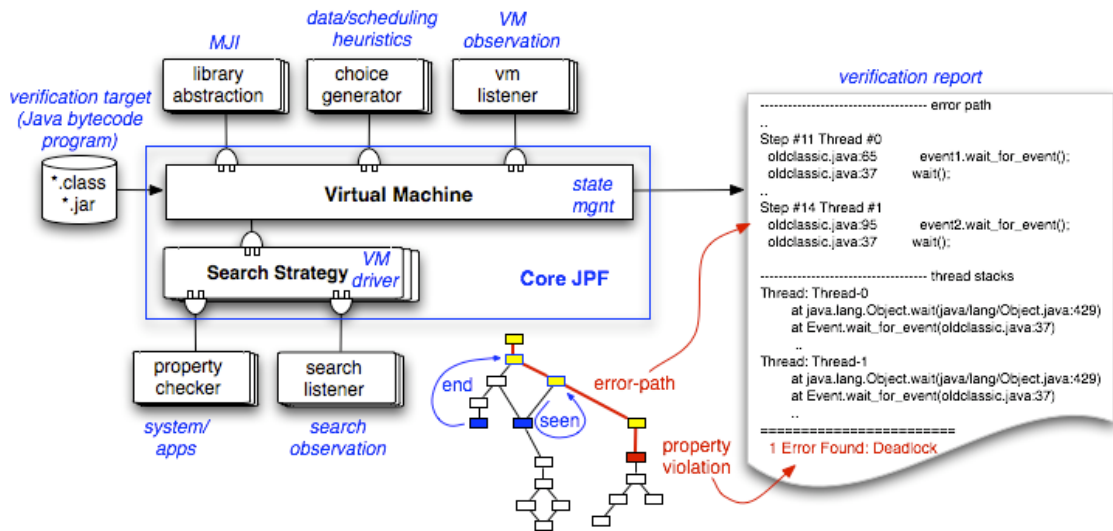 MJI
data/scheduling
heuristics
VM
observation
verification target
(Java bytecode
program)
library
abstraction
choice
generator
vm
listener
*.class
*.jar
Virtual Machine
state
mgnt
Search Strategy
VM
driver
Core JPF
property
checker
search
listener
system/
apps
search
observation
end
seen
error-path
property
violation
verification report
----------------------------------- error path
..
Step #11 Thread #0
oldclassic.java:65 event1.wait_for_event();
oldclassic.java:37 wait();
..
Step #14 Thread #1
oldclassic.java:95 event2.wait_for_event();
oldclassic.java:37 wait();
----------------------------------- thread stacks
Thread: Thread-0
at java.lang.Object.wait(java/lang/Object.java:429)
at Event.wait_for_event(oldclassic.java:37)
..
Thread: Thread-1
at java.lang.Object.wait(java/lang/Object.java:429)
at Event.wait_for_event(oldclassic.java:37)
..
========================
1 Error Found: Deadlock